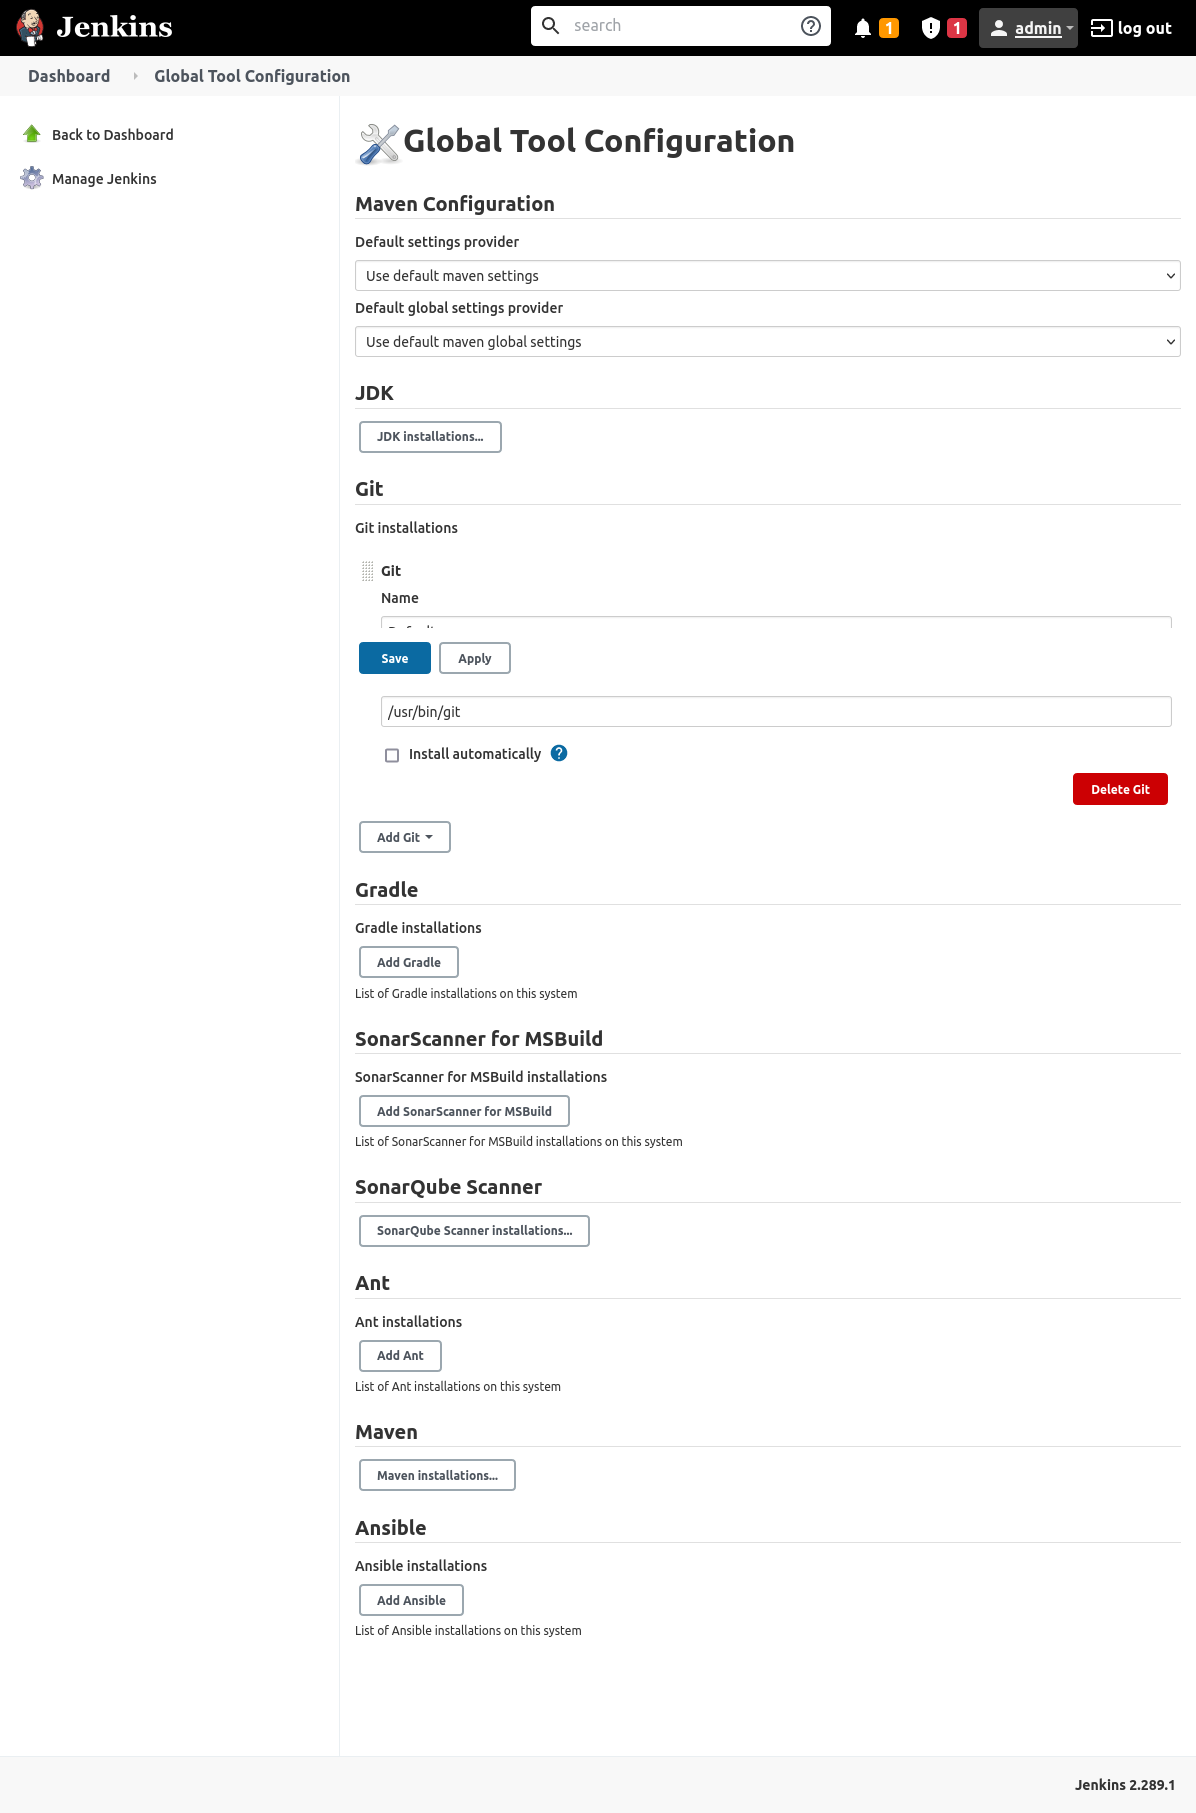 Jenkins
search
1
1
admin
log out
Dashboard
Global Tool Configuration
Back to Dashboard
Manage Jenkins
Global Tool Configuration
Maven Configuration
Default settings provider
Use default maven settings
Default global settings provider
Use default maven global settings
JDK
JDK installations...
Git
Git installations
Git
Name
Default
Save
Apply
/usr/bin/git
Install automatically
Delete Git
Add Git
Gradle
Gradle installations
Add Gradle
List of Gradle installations on this system
SonarScanner for MSBuild
SonarScanner for MSBuild installations
Add SonarScanner for MSBuild
List of SonarScanner for MSBuild installations on this system
SonarQube Scanner
SonarQube Scanner installations...
Ant
Ant installations
Add Ant
List of Ant installations on this system
Maven
Maven installations...
Ansible
Ansible installations
Add Ansible
List of Ansible installations on this system
Jenkins 2.289.1